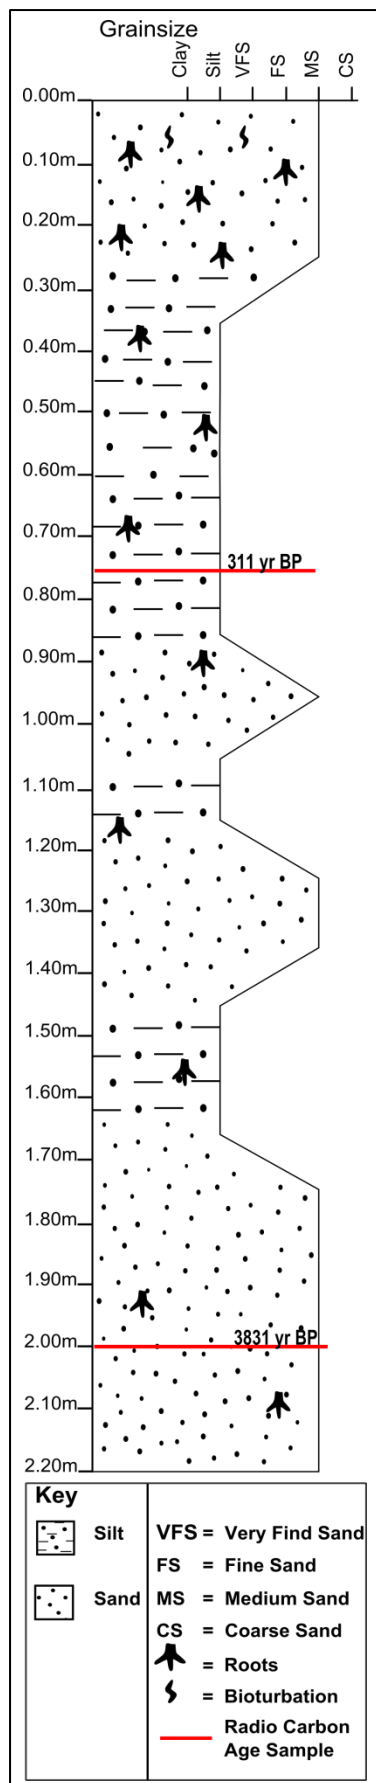 Grainsize
Clay
Silt
VFS
FS
MS
CS
0.00m
0.10m
0.20m
0.30m
0.40m
0.50m
0.60m
0.70m
311 yr BP
0.80m
0.90m
1.00m
1.10m
1.20m
1.30m
1.40m
1.50m
1.60m
1.70m
1.80m
1.90m
3831 yr BP
2.00m
2.10m
2.20m
Key
Silt
Sand
VFS = Very Find Sand
FS = Fine Sand
MS = Medium Sand
CS = Coarse Sand
= Roots
= Bioturbation
Radio Carbon
Age Sample